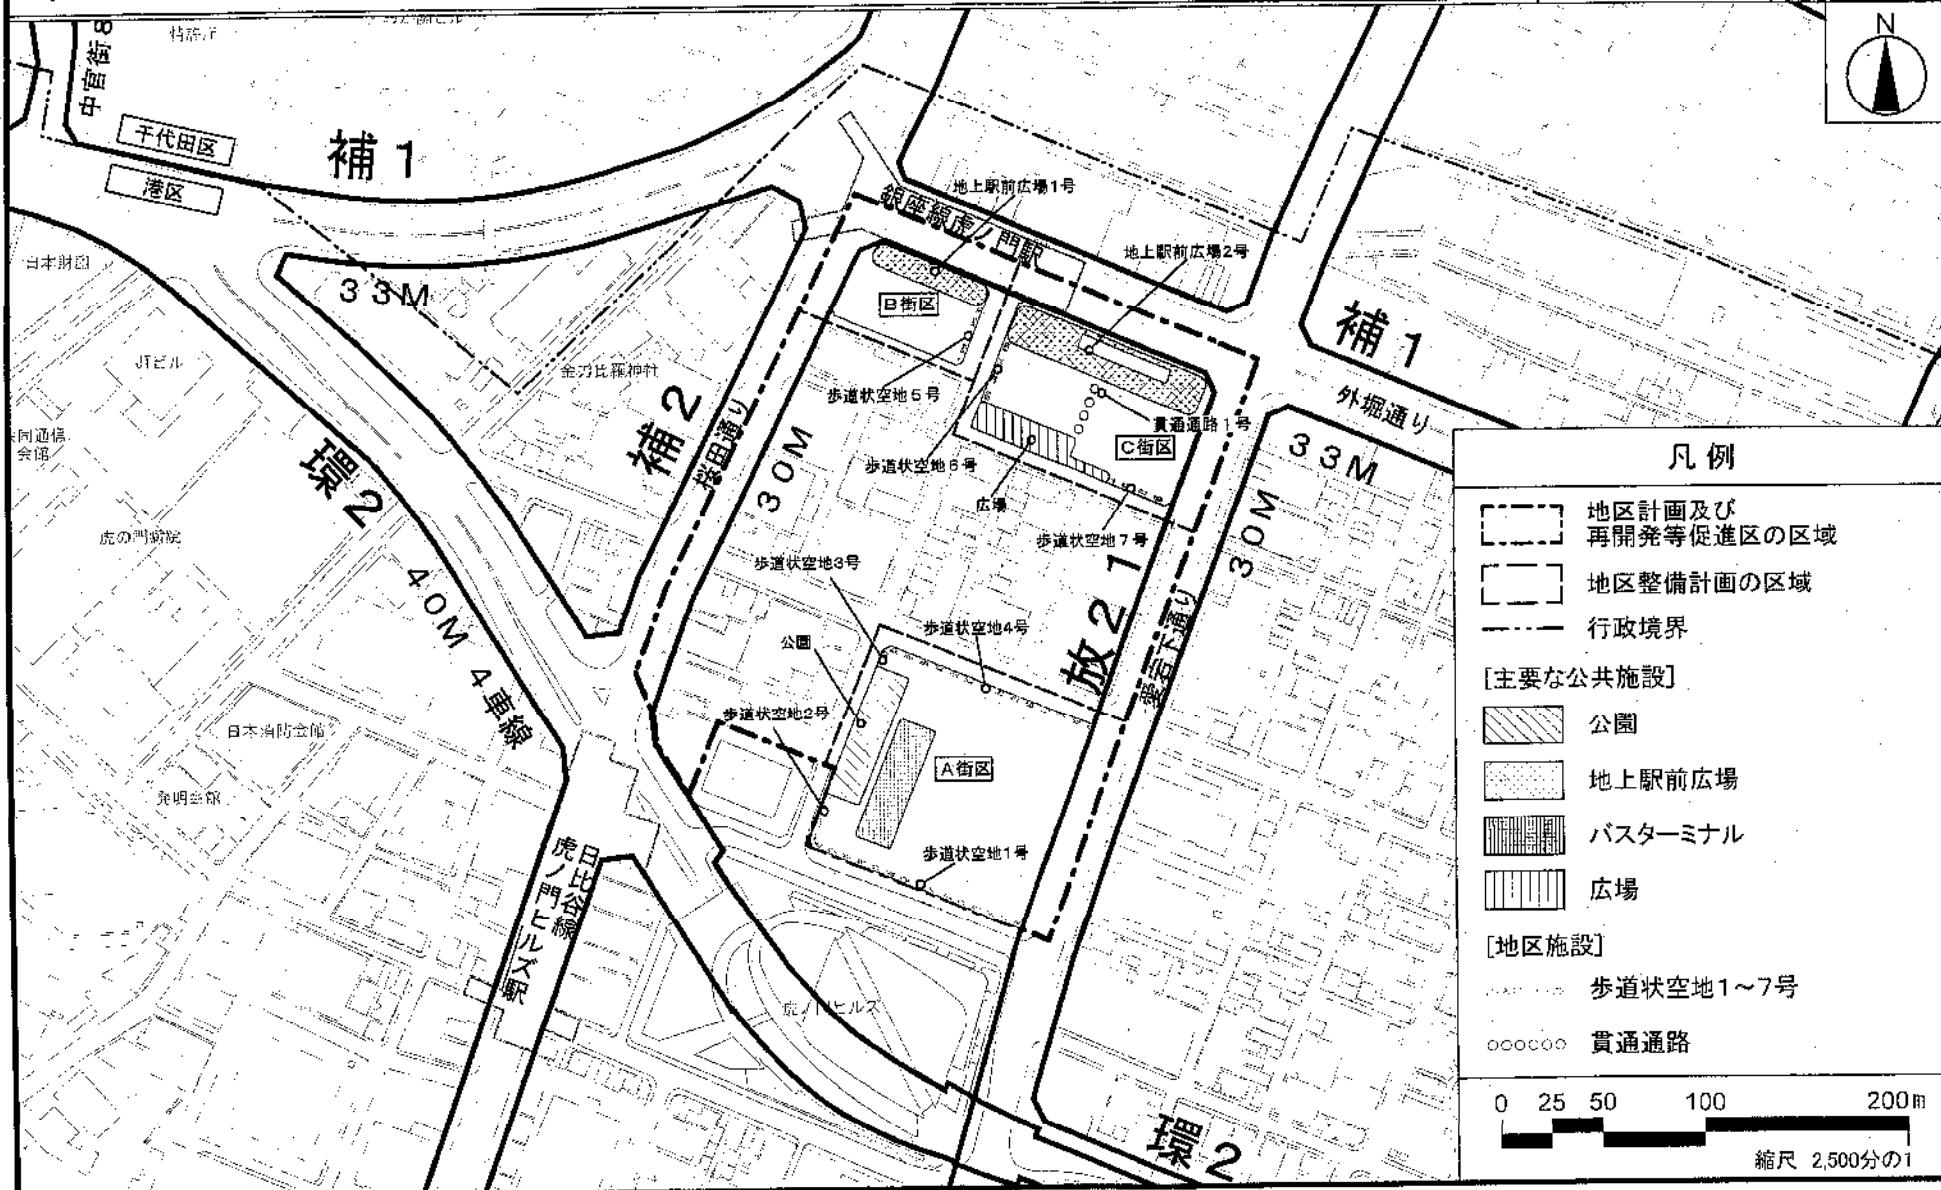 中官街8
千代田区
港区
補1
N
銀座線虎ノ門駅
地上駅前広場1号
地上駅前広場2号
日本財団
33M
B街区
補1
JTビル
金刀比羅神社
歩道状空地5号
外堀通り
補2
桜田通り
30M
貫通通路1号
C街区
33M
共同通信
会館
環2
歩道状空地6号
広場
30M
虎の門病院
歩道状空地7号
歩道状空地3号
40M 4車線
放21
愛宕下通り
歩道状空地4号
公園
歩道状空地2号
日本消防会館
A街区
発明会館
歩道状空地1号
日比谷線
虎ノ門ヒルズ駅
虎ノ門ヒルズ
環2
凡例
地区計画及び
再開発等促進区の区域
地区整備計画の区域
行政境界
[主要な公共施設]
公園
地上駅前広場
バスターミナル
広場
[地区施設]
歩道状空地1～7号
貫通通路
0 25 50 100 200m
縮尺 2,500分の1